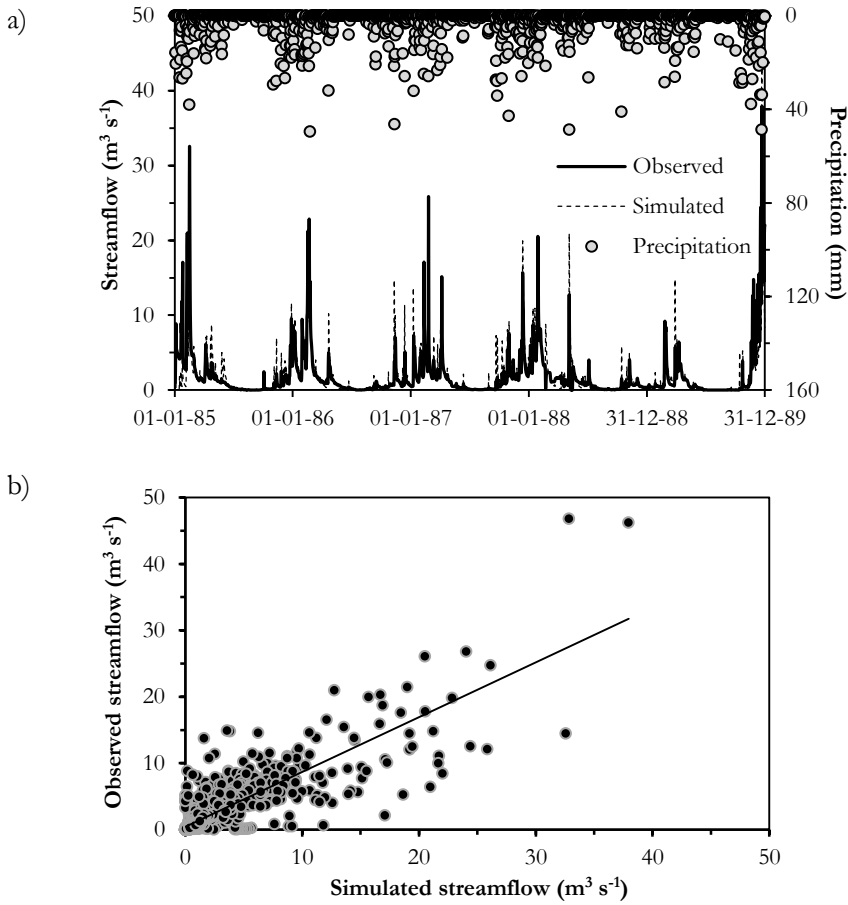 a)
50
40
30
20
10
0
Streamflow (m³ s⁻¹)
0
40
80
120
160
Precipitation (mm)
Observed
Simulated
Precipitation
01-01-85 01-01-86 01-01-87 01-01-88 31-12-88 31-12-89
b)
50
40
30
20
10
0
Observed streamflow (m³ s⁻¹)
0 10 20 30 40 50
Simulated streamflow (m³ s⁻¹)